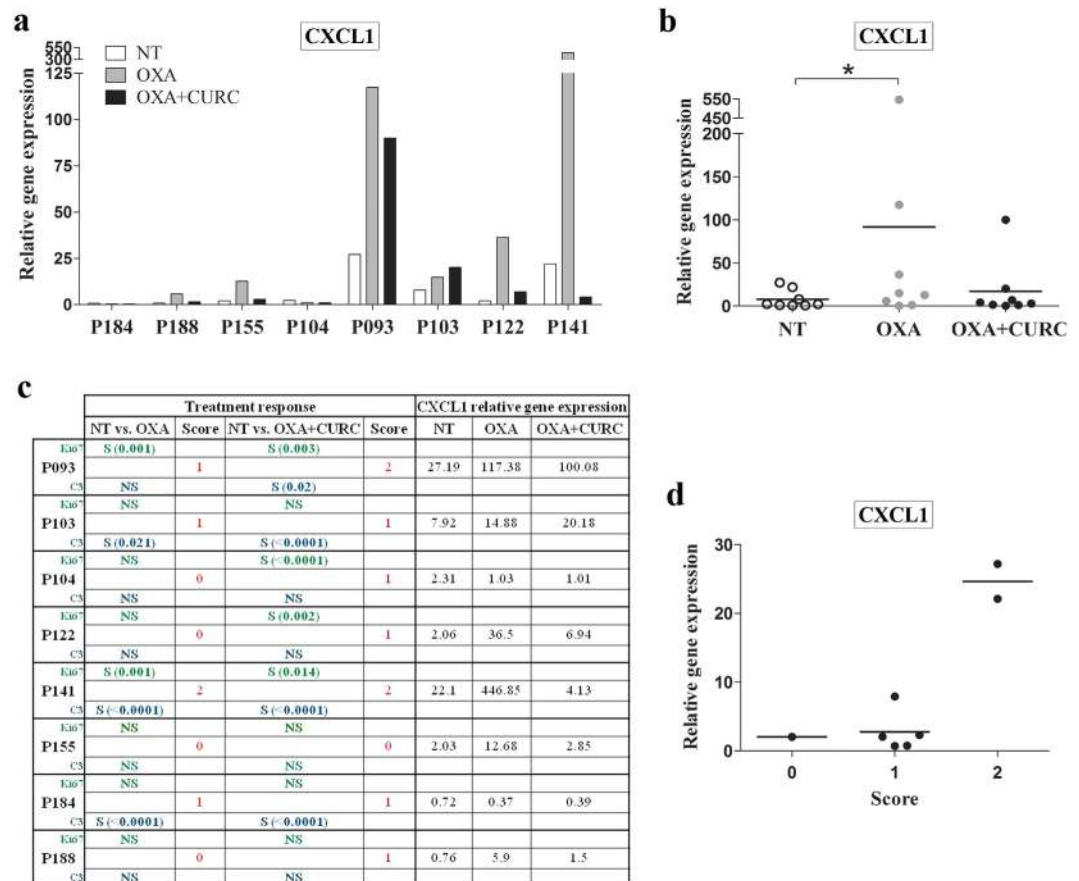 a
CXCL1
550
300
125
100
75
50
25
0
Relative gene expression
NT
OXA
OXA+CURC
P184 P188 P155 P104 P093 P103 P122 P141
b
CXCL1
*
550
450
200
150
100
50
0
Relative gene expression
NT OXA OXA+CURC
c
Treatment response CXCL1 relative gene expression
NT vs. OXA Score NT vs. OXA+CURC Score NT OXA OXA+CURC
Ki67 S (0.001) S (0.003)
P093 1 2 27.19 117.38 100.08
C3 NS S (0.02)
Ki67 NS NS
P103 1 1 7.92 14.88 20.18
C3 S (0.021) S (<0.0001)
Ki67 NS S (<0.0001)
P104 0 1 2.31 1.03 1.01
C3 NS NS
Ki67 NS S (0.002)
P122 0 1 2.06 36.5 6.94
C3 NS NS
Ki67 S (0.001) S (0.014)
P141 2 2 22.1 446.85 4.13
C3 S (<0.0001) S (<0.0001)
Ki67 NS NS
P155 0 0 2.03 12.68 2.85
C3 NS NS
Ki67 NS NS
P184 1 1 0.72 0.37 0.39
C3 S (<0.0001) S (<0.0001)
Ki67 NS NS
P188 0 1 0.76 5.9 1.5
C3 NS NS
d
CXCL1
30
20
10
0
Relative gene expression
0 1 2
Score